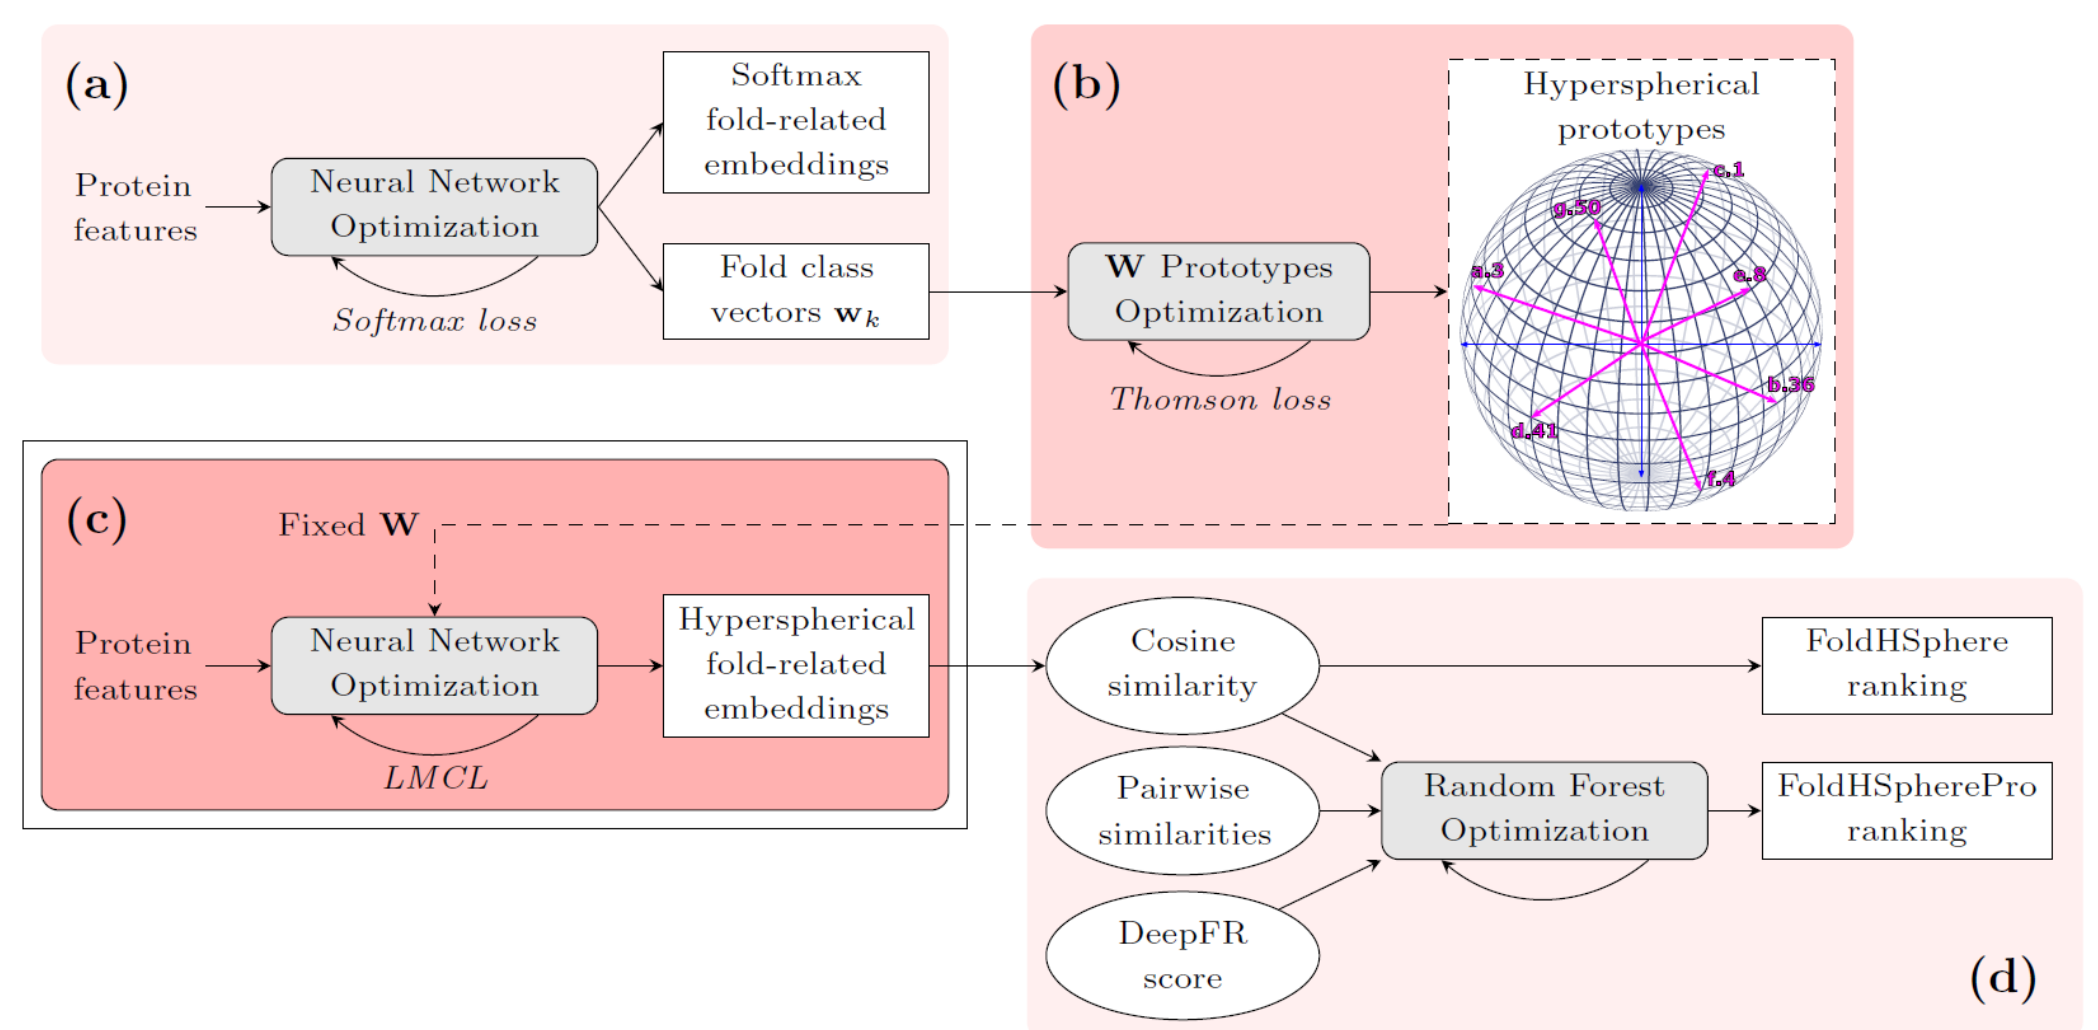 (a)
Protein
features
Neural Network
Optimization
Softmax loss
Softmax
fold-related
embeddings
Fold class
vectors w_k
(b)
W Prototypes
Optimization
Thomson loss
Hyperspherical
prototypes
c.1
g.50
a.3
e.8
b.36
d.41
f.4
(c)
Fixed W
Protein
features
Neural Network
Optimization
LMCL
Hyperspherical
fold-related
embeddings
Cosine
similarity
FoldHSphere
ranking
Pairwise
similarities
Random Forest
Optimization
FoldHSpherePro
ranking
DeepFR
score
(d)